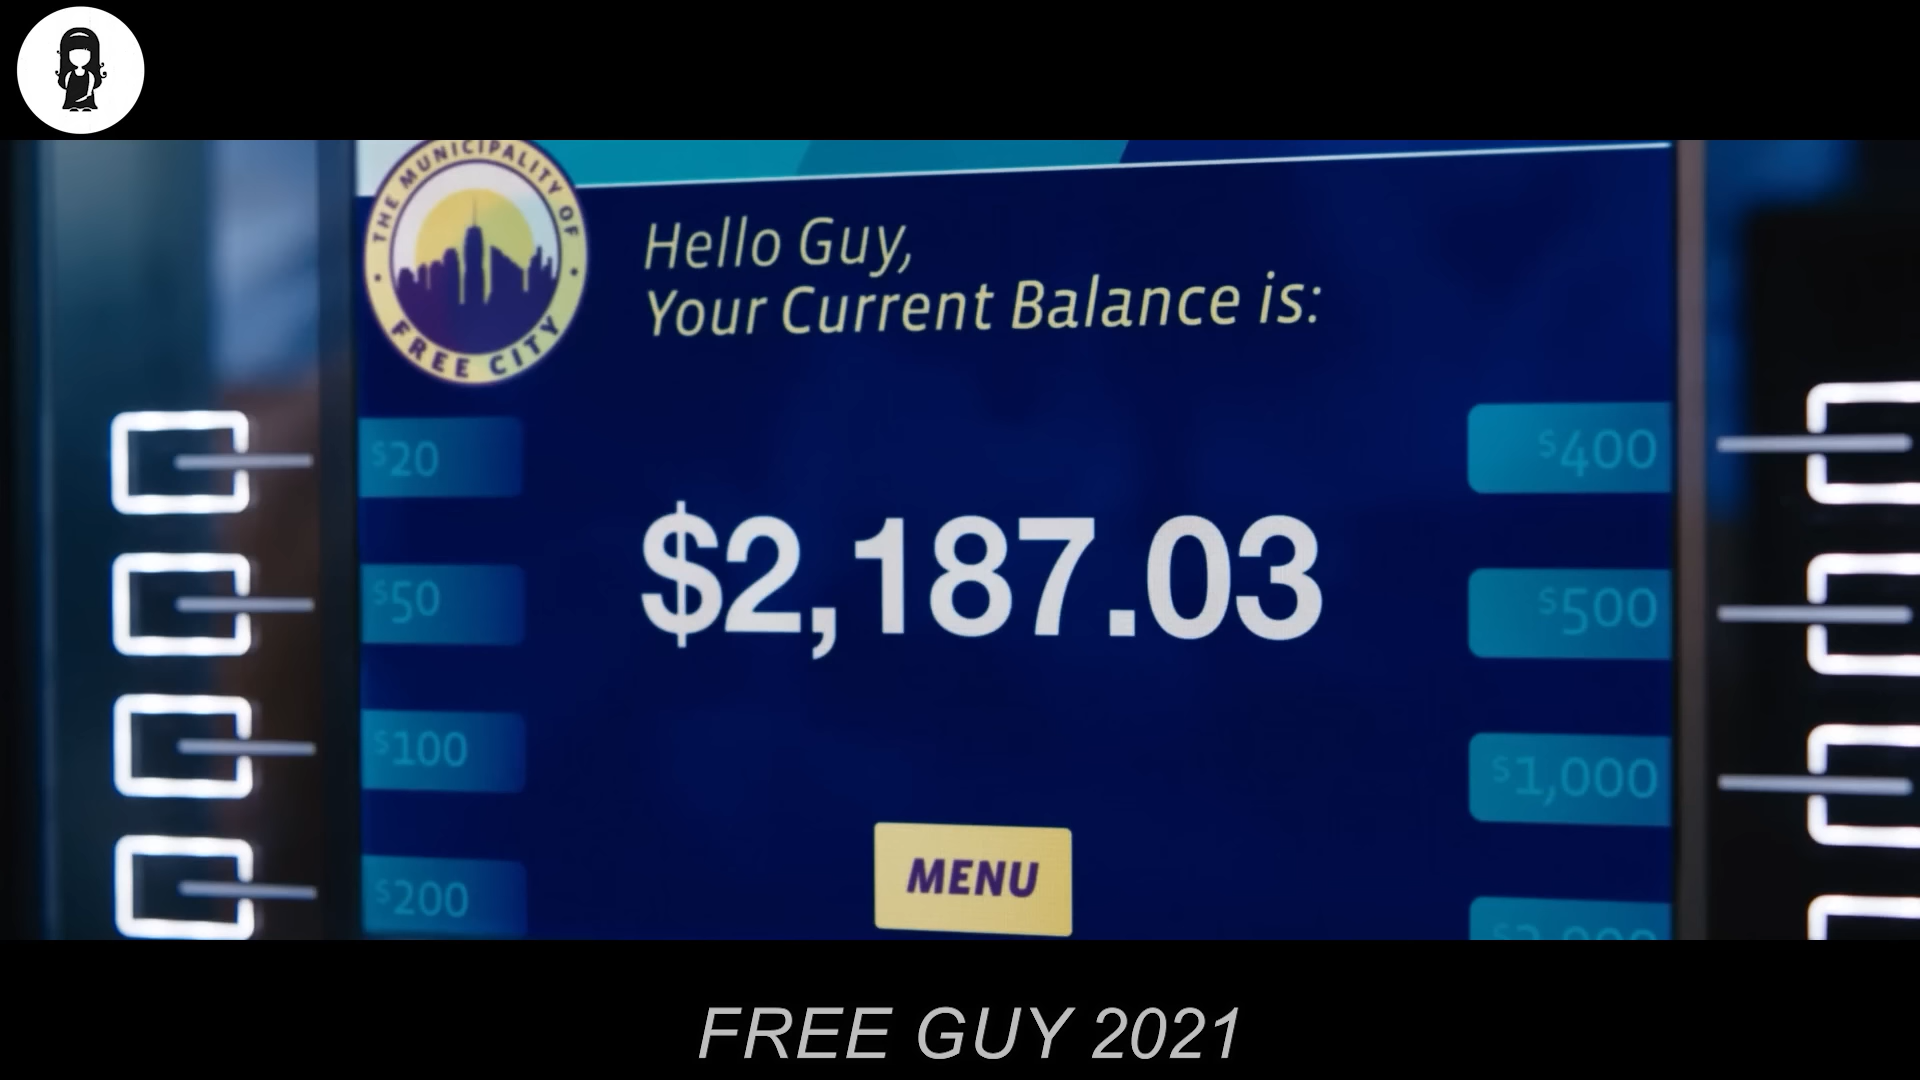 THE MUNICIPALITY OF
FREE CITY
Hello Guy,
Your Current Balance is:
$20
$400
$2,187.03
$50
$500
$100
$1,000
MENU
$200
FREE GUY 2021